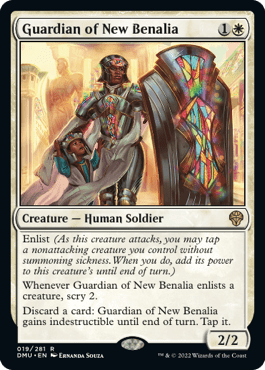 Guardian of New Benalia 1
Creature — Human Soldier
Enlist (As this creature attacks, you may tap
a nonattacking creature you control without
summoning sickness. When you do, add its power
to this creature's until end of turn.)
Whenever Guardian of New Benalia enlists a
creature, scry 2.
Discard a card: Guardian of New Benalia
gains indestructible until end of turn. Tap it.
2/2
019/281 R
DMU • EN ERNANDA SOUZA
™ & © 2022 Wizards of the Coast